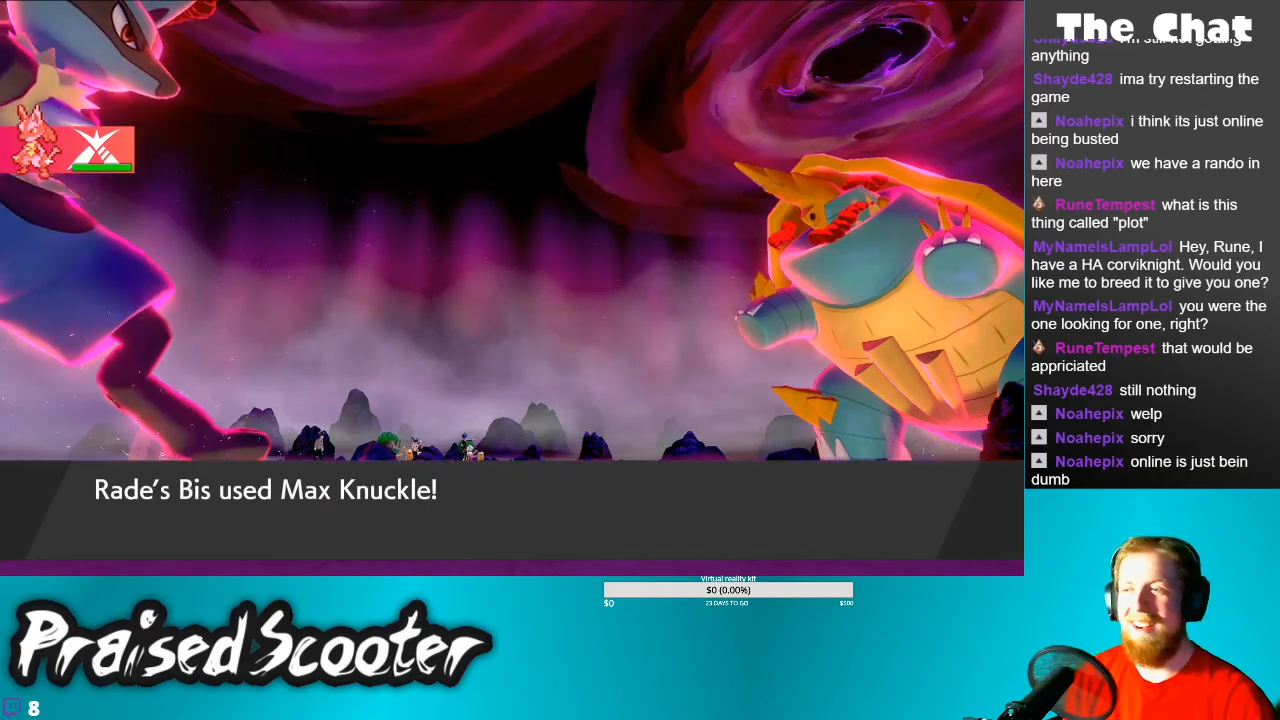 The Chat
anything
Shayde428 ima try restarting the
game
Noahepix i think its just online
being busted
Noahepix we have a rando in
here
RuneTempest what is this
thing called "plot"
MyNameIsLampLol Hey, Rune, I
have a HA corviknight. Would you
like me to breed it to give you one?
MyNameIsLampLol you were the
one looking for one, right?
RuneTempest that would be
appriciated
Shayde428 still nothing
Noahepix welp
Noahepix sorry
Noahepix online is just bein
dumb
Rade's Bis used Max Knuckle!
Virtual reality kit
$0 (0.00%)
$0 23 DAYS TO GO $500
PraisedScooter
8